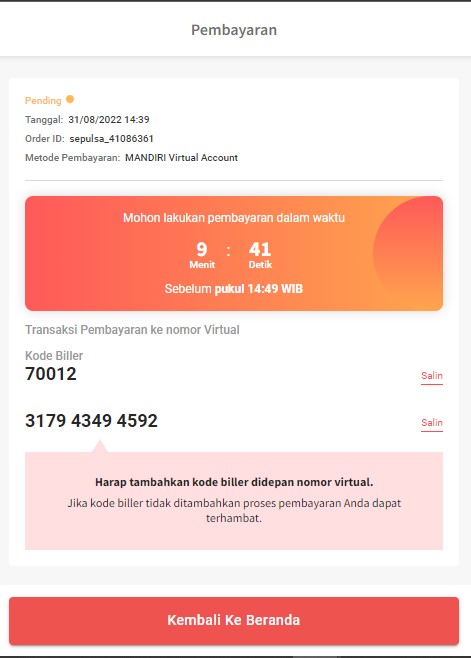 Pembayaran
Pending
Tanggal: 31/08/2022 14:39
Order ID: sepulsa_41086361
Metode Pembayaran: MANDIRI Virtual Account
Mohon lakukan pembayaran dalam waktu
9 : 41
Menit Detik
Sebelum pukul 14:49 WIB
Transaksi Pembayaran ke nomor Virtual
Kode Biller
70012 Salin
3179 4349 4592 Salin
Harap tambahkan kode biller didepan nomor virtual.
Jika kode biller tidak ditambahkan proses pembayaran Anda dapat
terhambat.
Kembali Ke Beranda